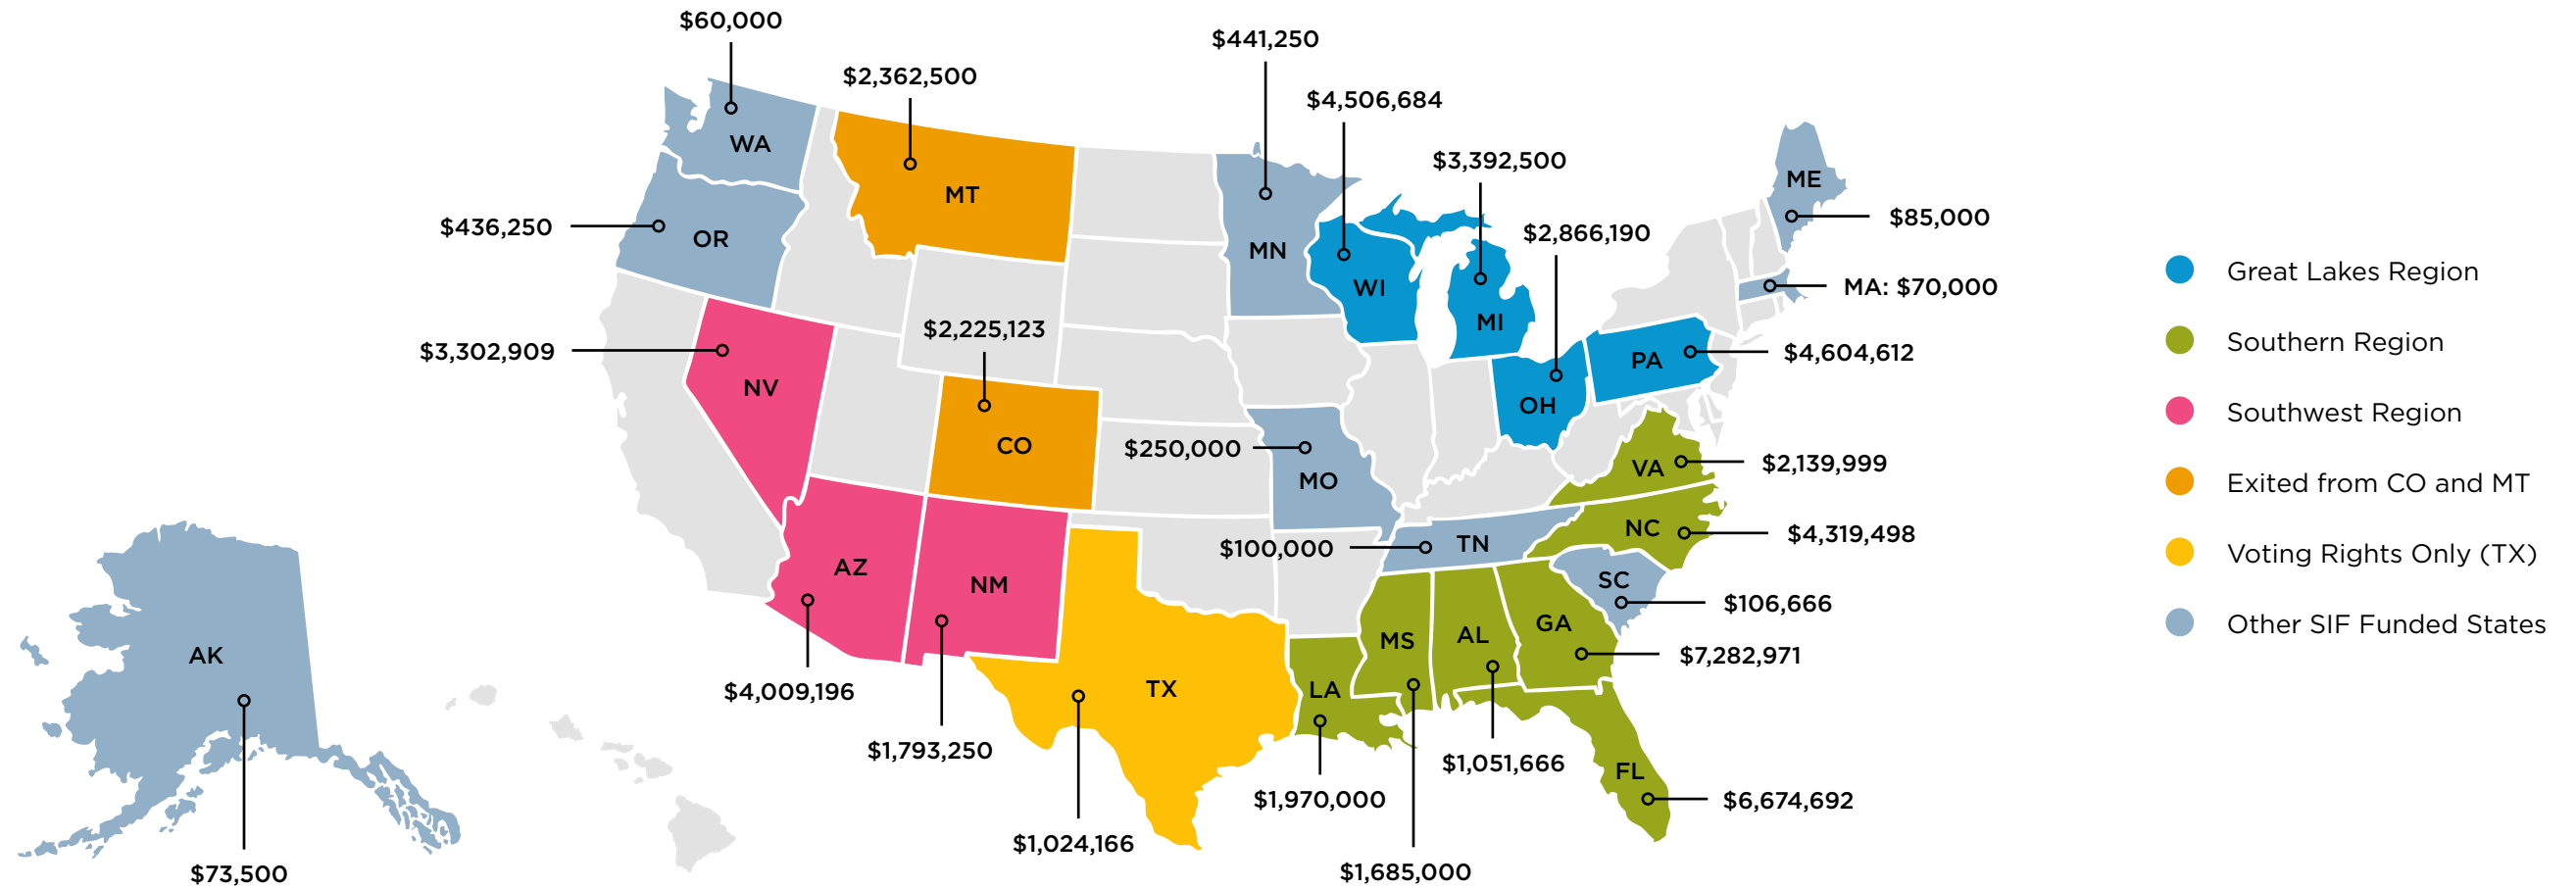 $60,000
$441,250
$2,362,500
$4,506,684
$3,392,500
WA
ME
MT
$85,000
$436,250
OR
$2,866,190
MN
Great Lakes Region
WI
MA: $70,000
$2,225,123
MI
Southern Region
$3,302,909
PA
$4,604,612
NV
OH
Southwest Region
CO
$250,000
VA
$2,139,999
MO
Exited from CO and MT
NC
$4,319,498
$100,000
TN
Voting Rights Only (TX)
AZ
NM
SC
$106,666
GA
Other SIF Funded States
MS
AL
AK
$7,282,971
$4,009,196
TX
LA
$1,793,250
$1,051,666
FL
$1,970,000
$6,674,692
$1,024,166
$73,500
$1,685,000